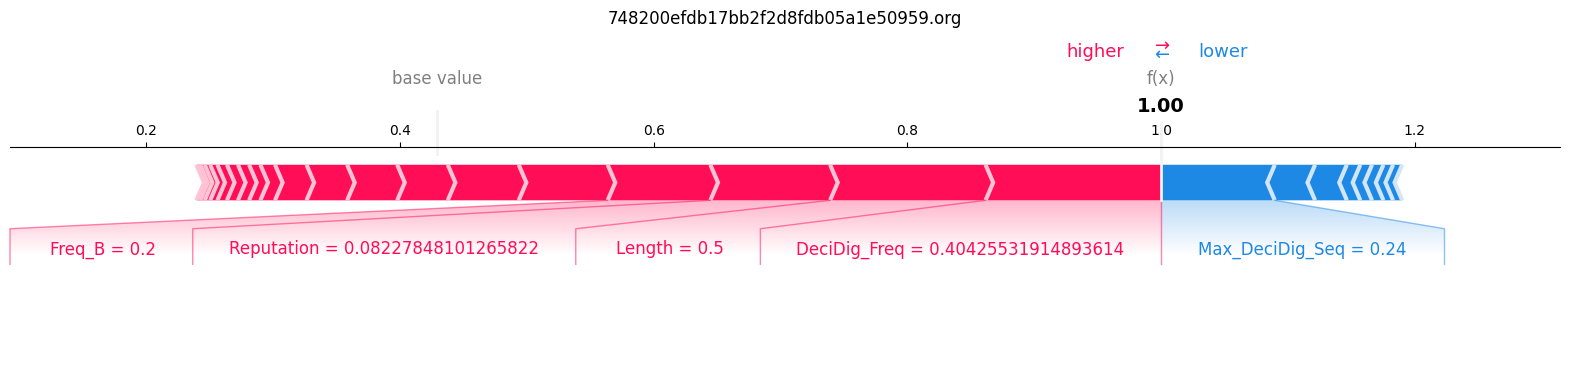 748200efdb17bb2f2d8fdb05a1e50959.org
higher ⇄ lower
base value f(x)
1.00
0.2 0.4 0.6 0.8 1.0 1.2
Freq_B = 0.2 Reputation = 0.08227848101265822 Length = 0.5 DeciDig_Freq = 0.40425531914893614 Max_DeciDig_Seq = 0.24